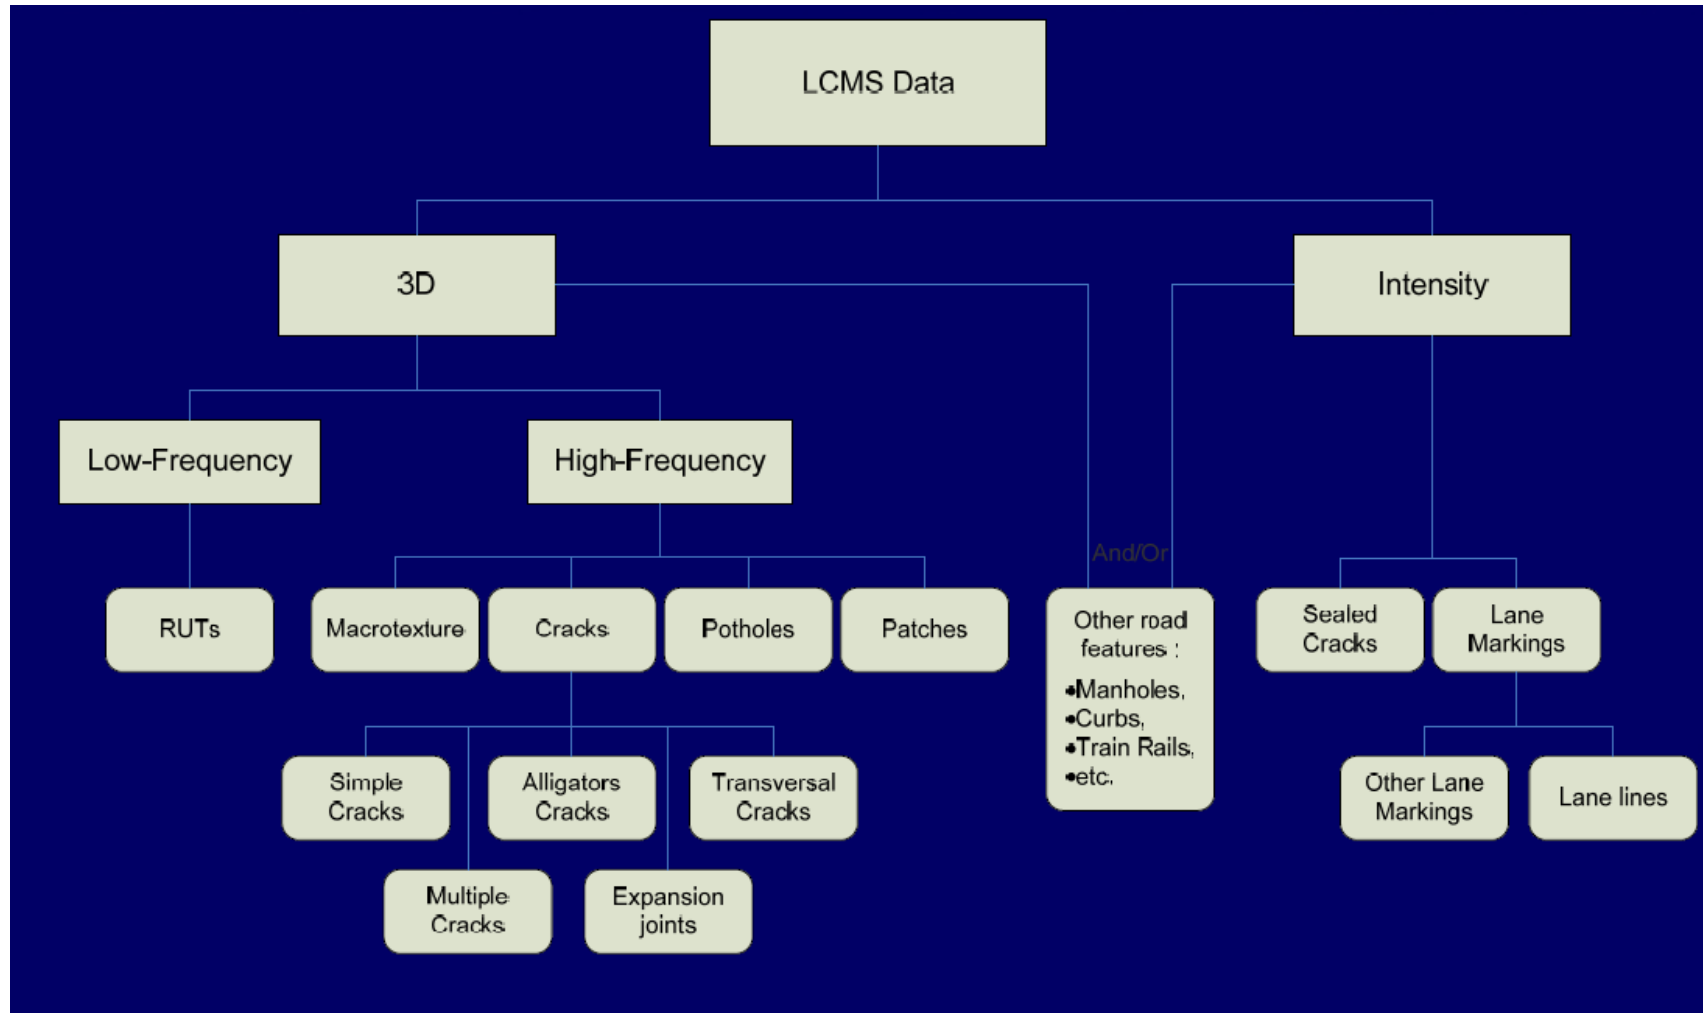 LCMS Data
3D
Intensity
Low-Frequency
High-Frequency
And/Or
RUTs
Macrotexture
Cracks
Potholes
Patches
Other road
features :
•Manholes,
•Curbs,
•Train Rails,
•etc.
Sealed
Cracks
Lane
Markings
Simple
Cracks
Alligators
Cracks
Transversal
Cracks
Other Lane
Markings
Lane lines
Multiple
Cracks
Expansion
joints